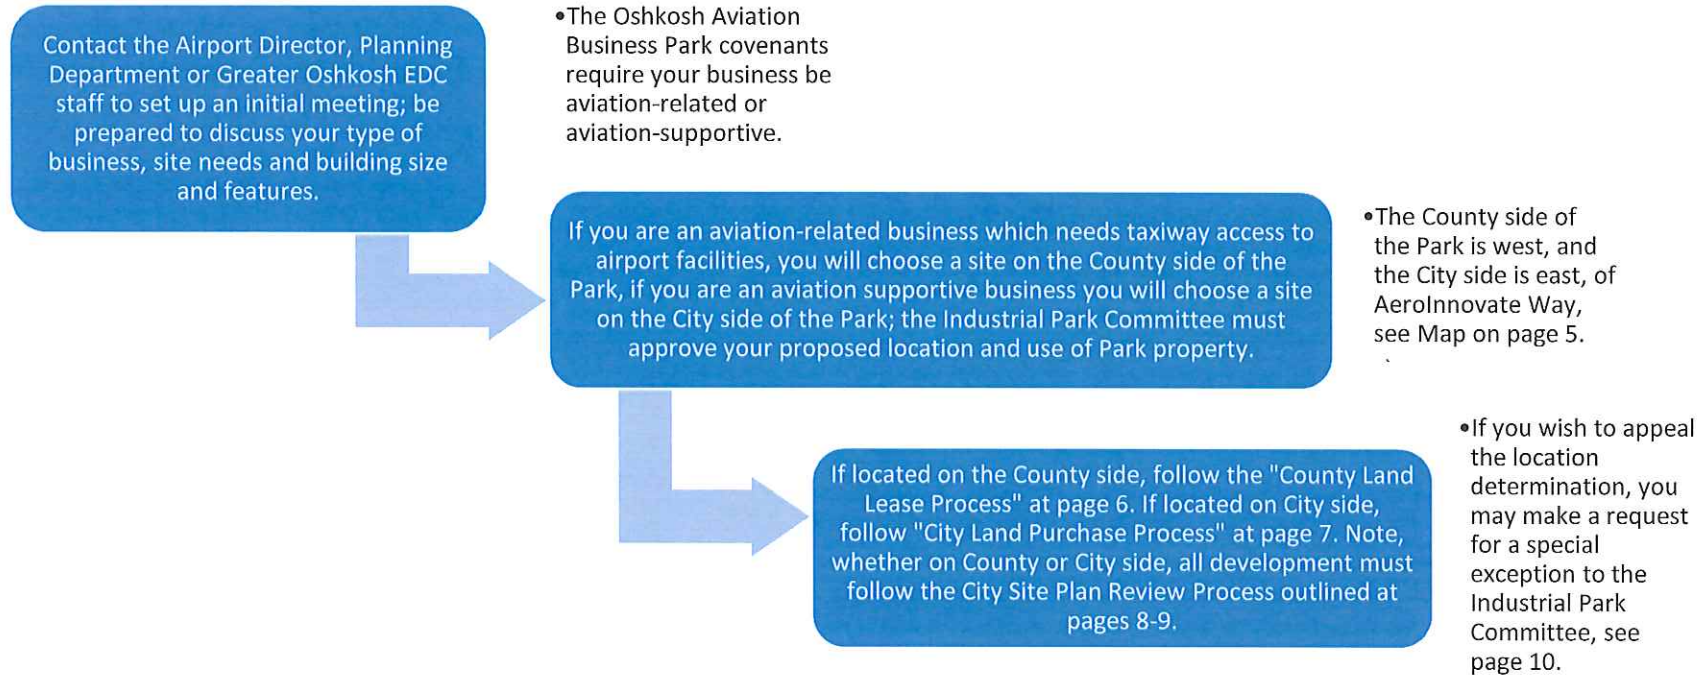 Contact the Airport Director, Planning
Department or Greater Oshkosh EDC
staff to set up an initial meeting; be
prepared to discuss your type of
business, site needs and building size
and features.
•The Oshkosh Aviation
Business Park covenants
require your business be
aviation-related or
aviation-supportive.
If you are an aviation-related business which needs taxiway access to
airport facilities, you will choose a site on the County side of the
Park, if you are an aviation supportive business you will choose a site
on the City side of the Park; the Industrial Park Committee must
approve your proposed location and use of Park property.
•The County side of
the Park is west, and
the City side is east, of
AeroInnovate Way,
see Map on page 5.
If located on the County side, follow the "County Land
Lease Process" at page 6. If located on City side,
follow "City Land Purchase Process" at page 7. Note,
whether on County or City side, all development must
follow the City Site Plan Review Process outlined at
pages 8-9.
•If you wish to appeal
the location
determination, you
may make a request
for a special
exception to the
Industrial Park
Committee, see
page 10.